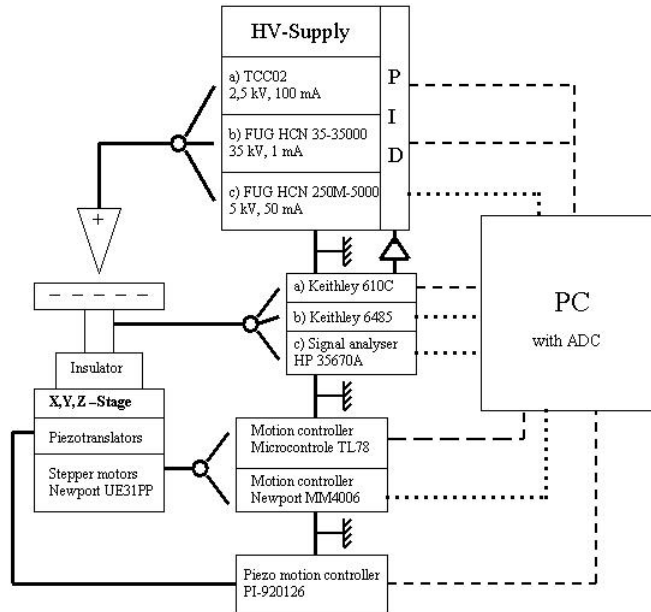 HV-Supply
P
I
D
a) TCC02
2,5 kV, 100 mA
b) FUG HCN 35-35000
35 kV, 1 mA
c) FUG HCN 250M-5000
5 kV, 50 mA
+
– – – – – –
a) Keithley 610C
b) Keithley 6485
c) Signal analyser
HP 35670A
PC
with ADC
Insulator
X,Y,Z –Stage
Piezotranslators
Stepper motors
Newport UE31PP
Motion controller
Microcontrole TL78
Motion controller
Newport MM4006
Piezo motion controller
PI-920126